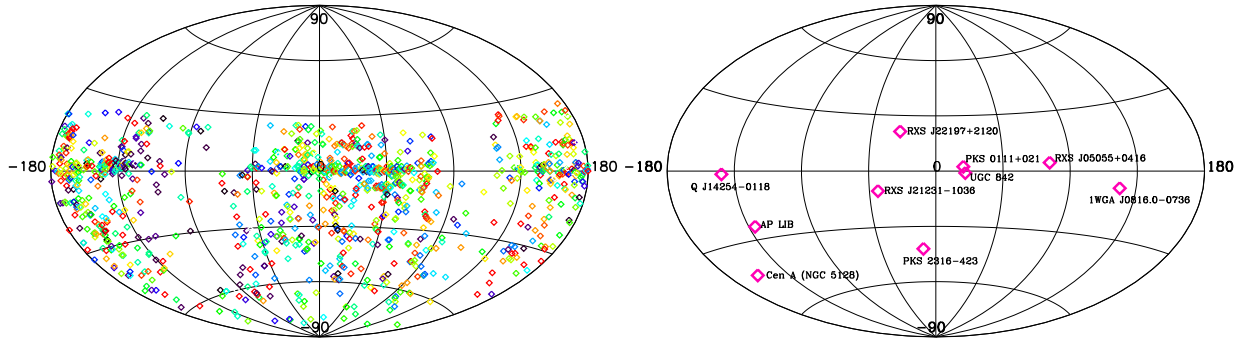 90
90
RXS J22197+2120
PKS 0111+021
RXS J05055+0416
-180
180
-180
0
180
UGC 842
Q J14254-0118
RXS J21231-1036
1WGA J0816.0-0736
AP LIB
PKS 2316-423
Cen A (NGC 5128)
-90
-90